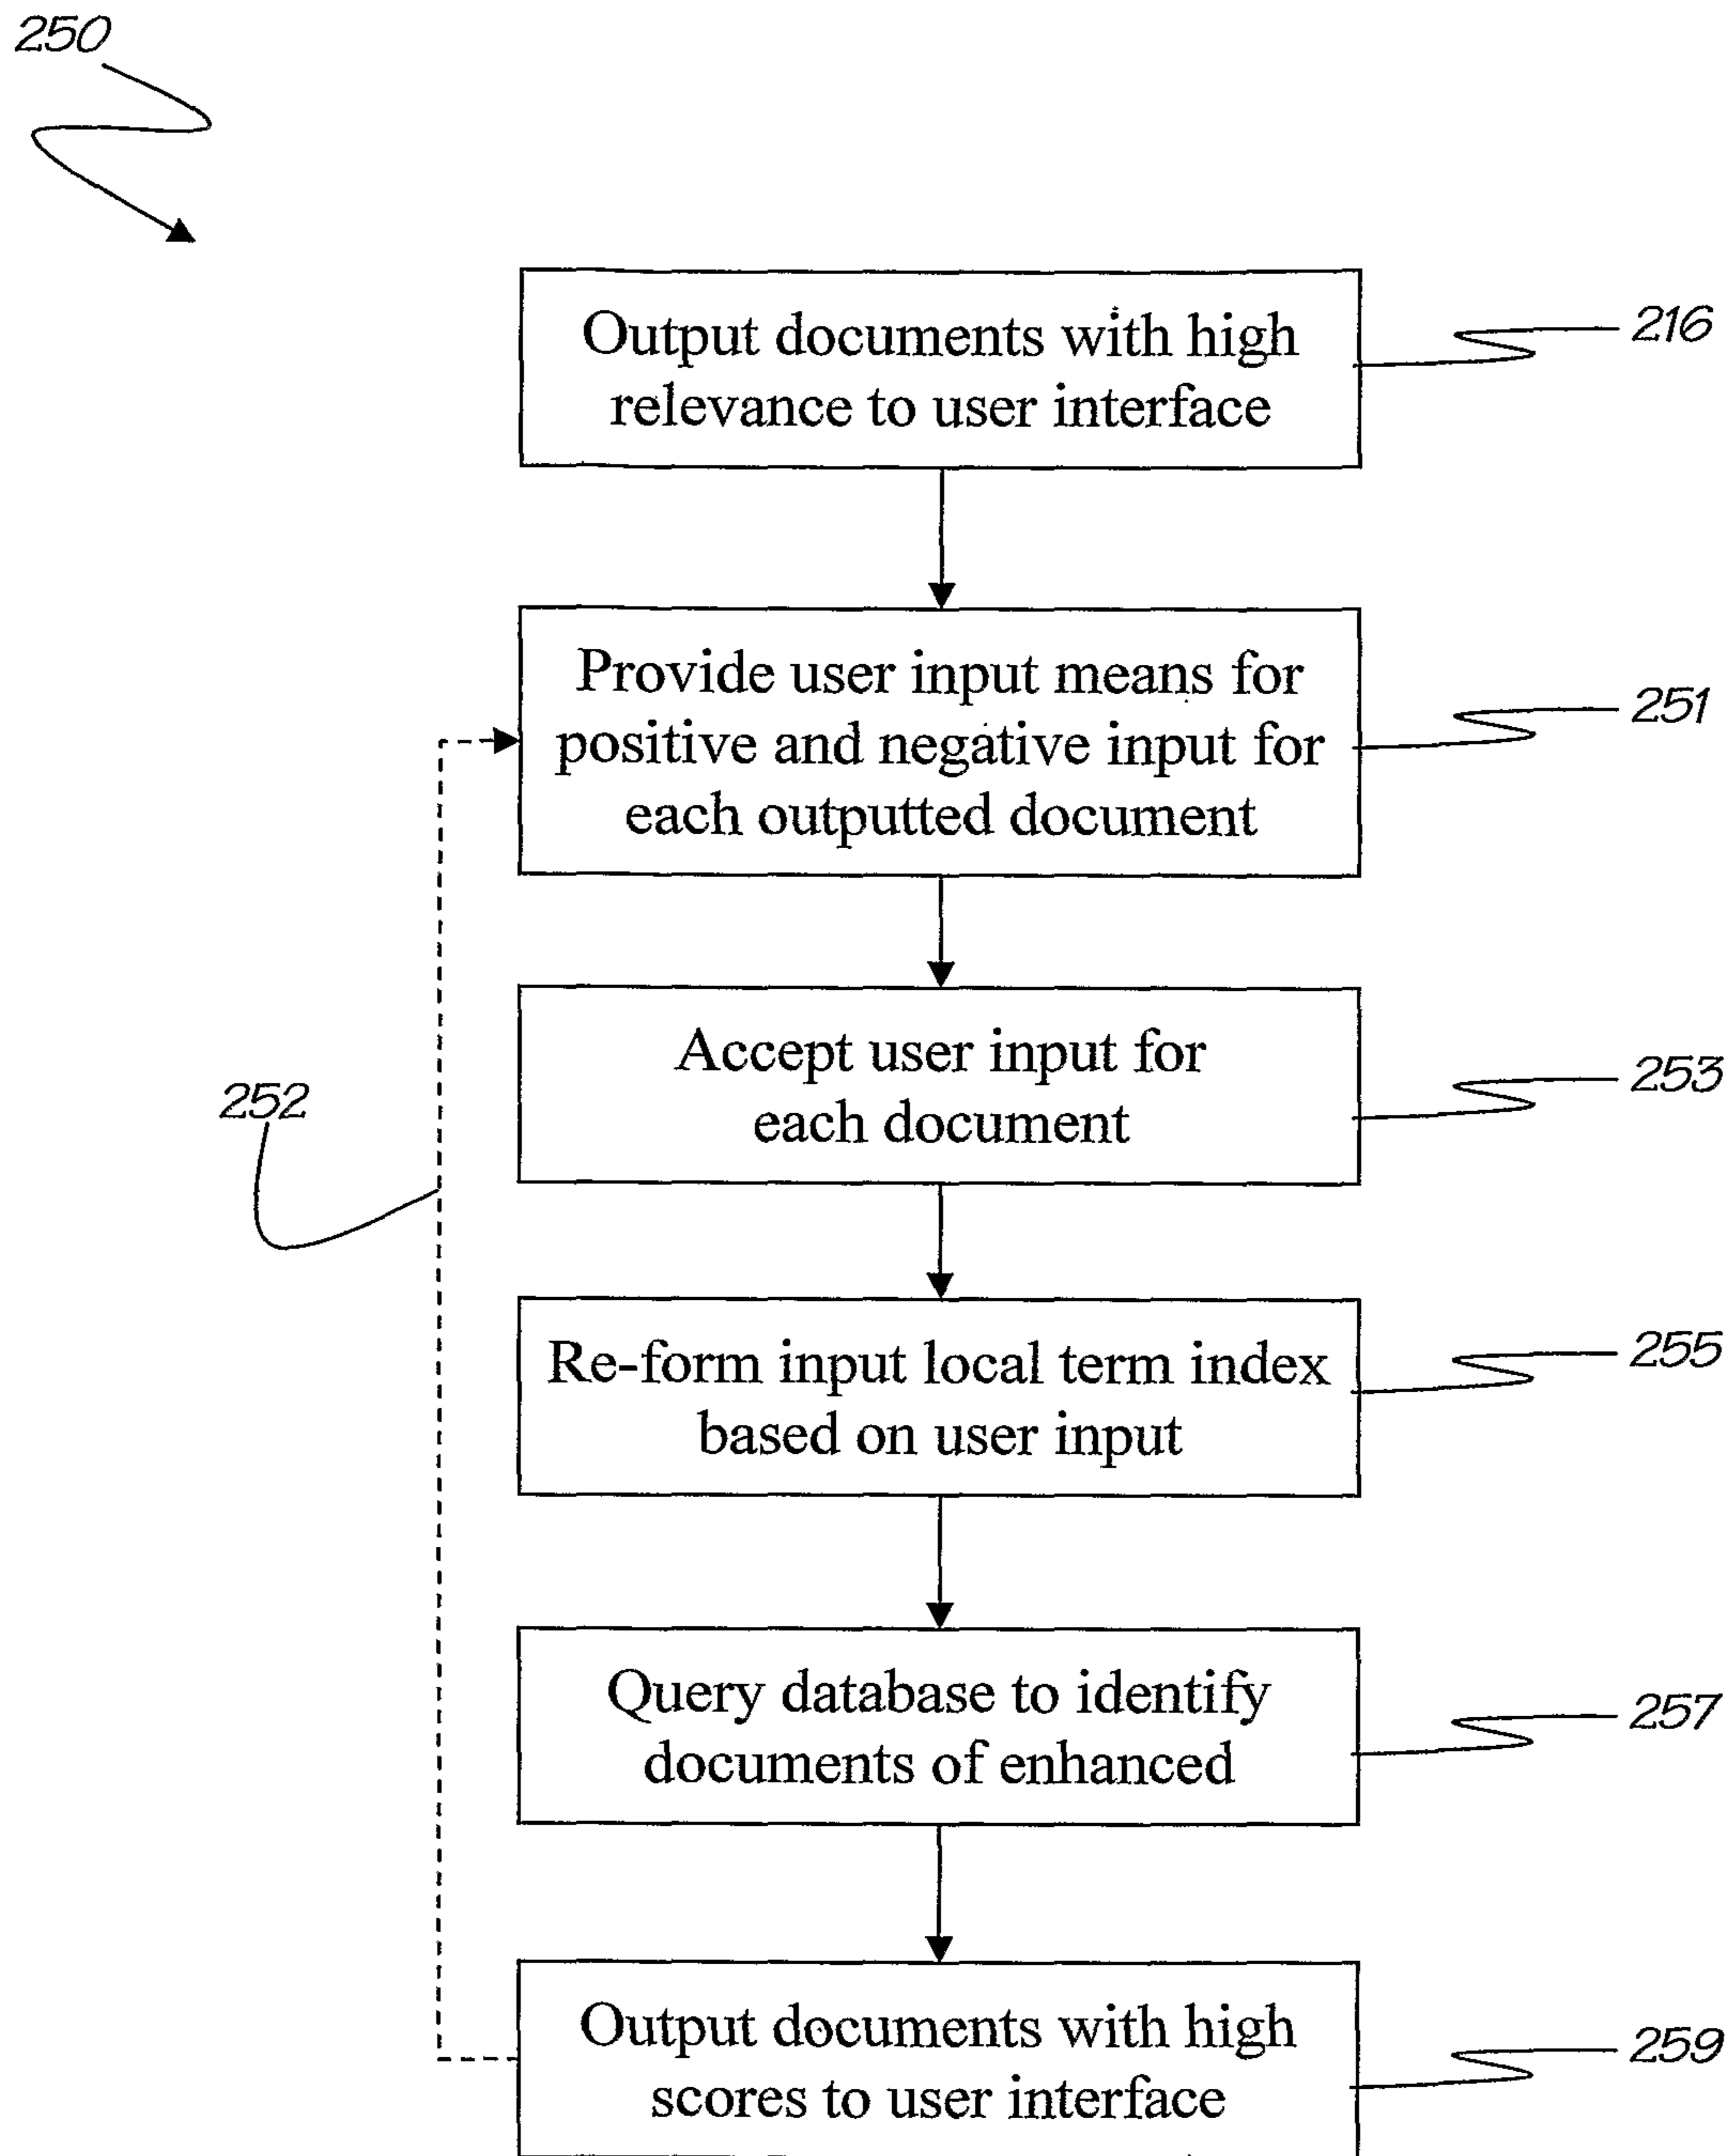 250
Output documents with high
relevance to user interface
216
Provide user input means for
positive and negative input for
each outputted document
251
Accept user input for
each document
253
252
Re-form input local term index
based on user input
255
Query database to identify
documents of enhanced
257
Output documents with high
scores to user interface
259